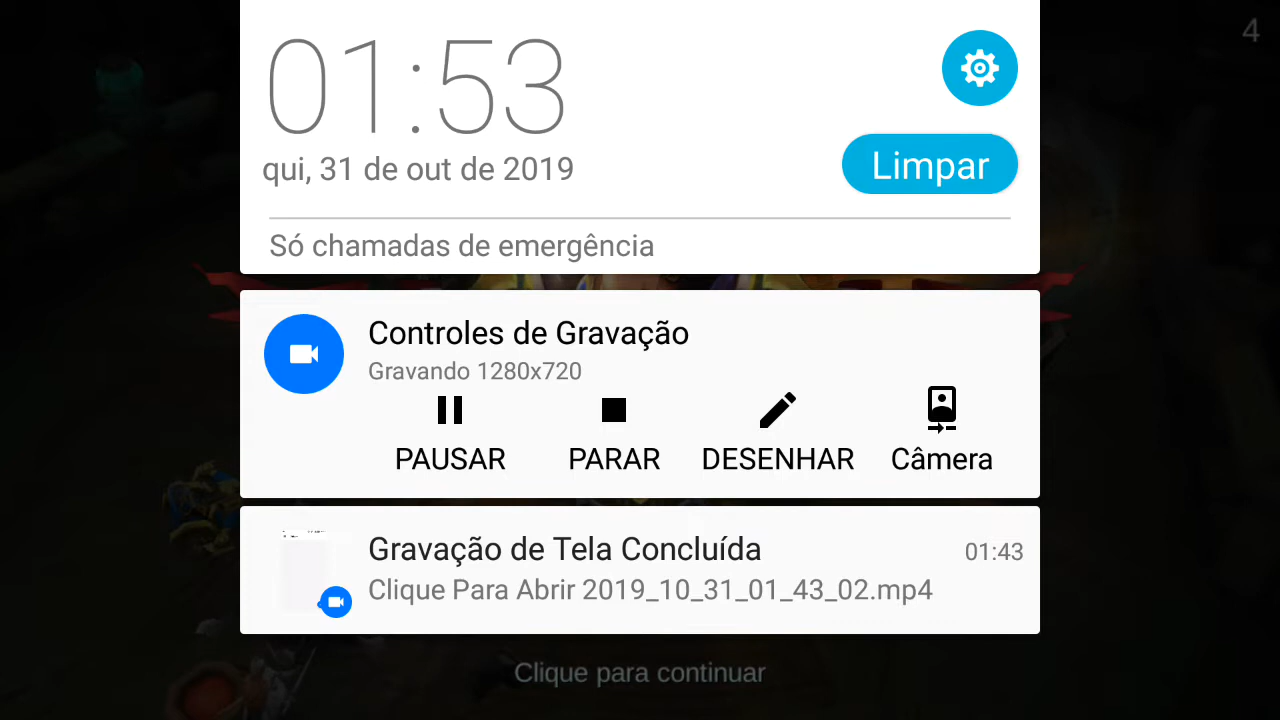 4
01:53
qui, 31 de out de 2019
Limpar
Só chamadas de emergência
Controles de Gravação
Gravando 1280x720
PAUSAR PARAR DESENHAR Câmera
Gravação de Tela Concluída 01:43
Clique Para Abrir 2019_10_31_01_43_02.mp4
Clique para continuar